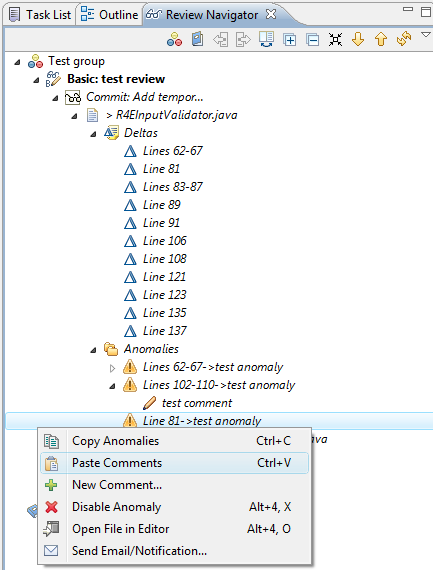 Task List Outline Review Navigator
Test group
Basic: test review
Commit: Add tempor...
> R4EInputValidator.java
Deltas
Lines 62-67
Line 81
Lines 83-87
Line 89
Line 91
Line 106
Line 108
Line 121
Line 123
Line 135
Line 137
Anomalies
Lines 62-67->test anomaly
Lines 102-110->test anomaly
test comment
Line 81->test anomaly
Copy Anomalies Ctrl+C
Paste Comments Ctrl+V
New Comment...
Disable Anomaly Alt+4, X
Open File in Editor Alt+4, O
Send Email/Notification...